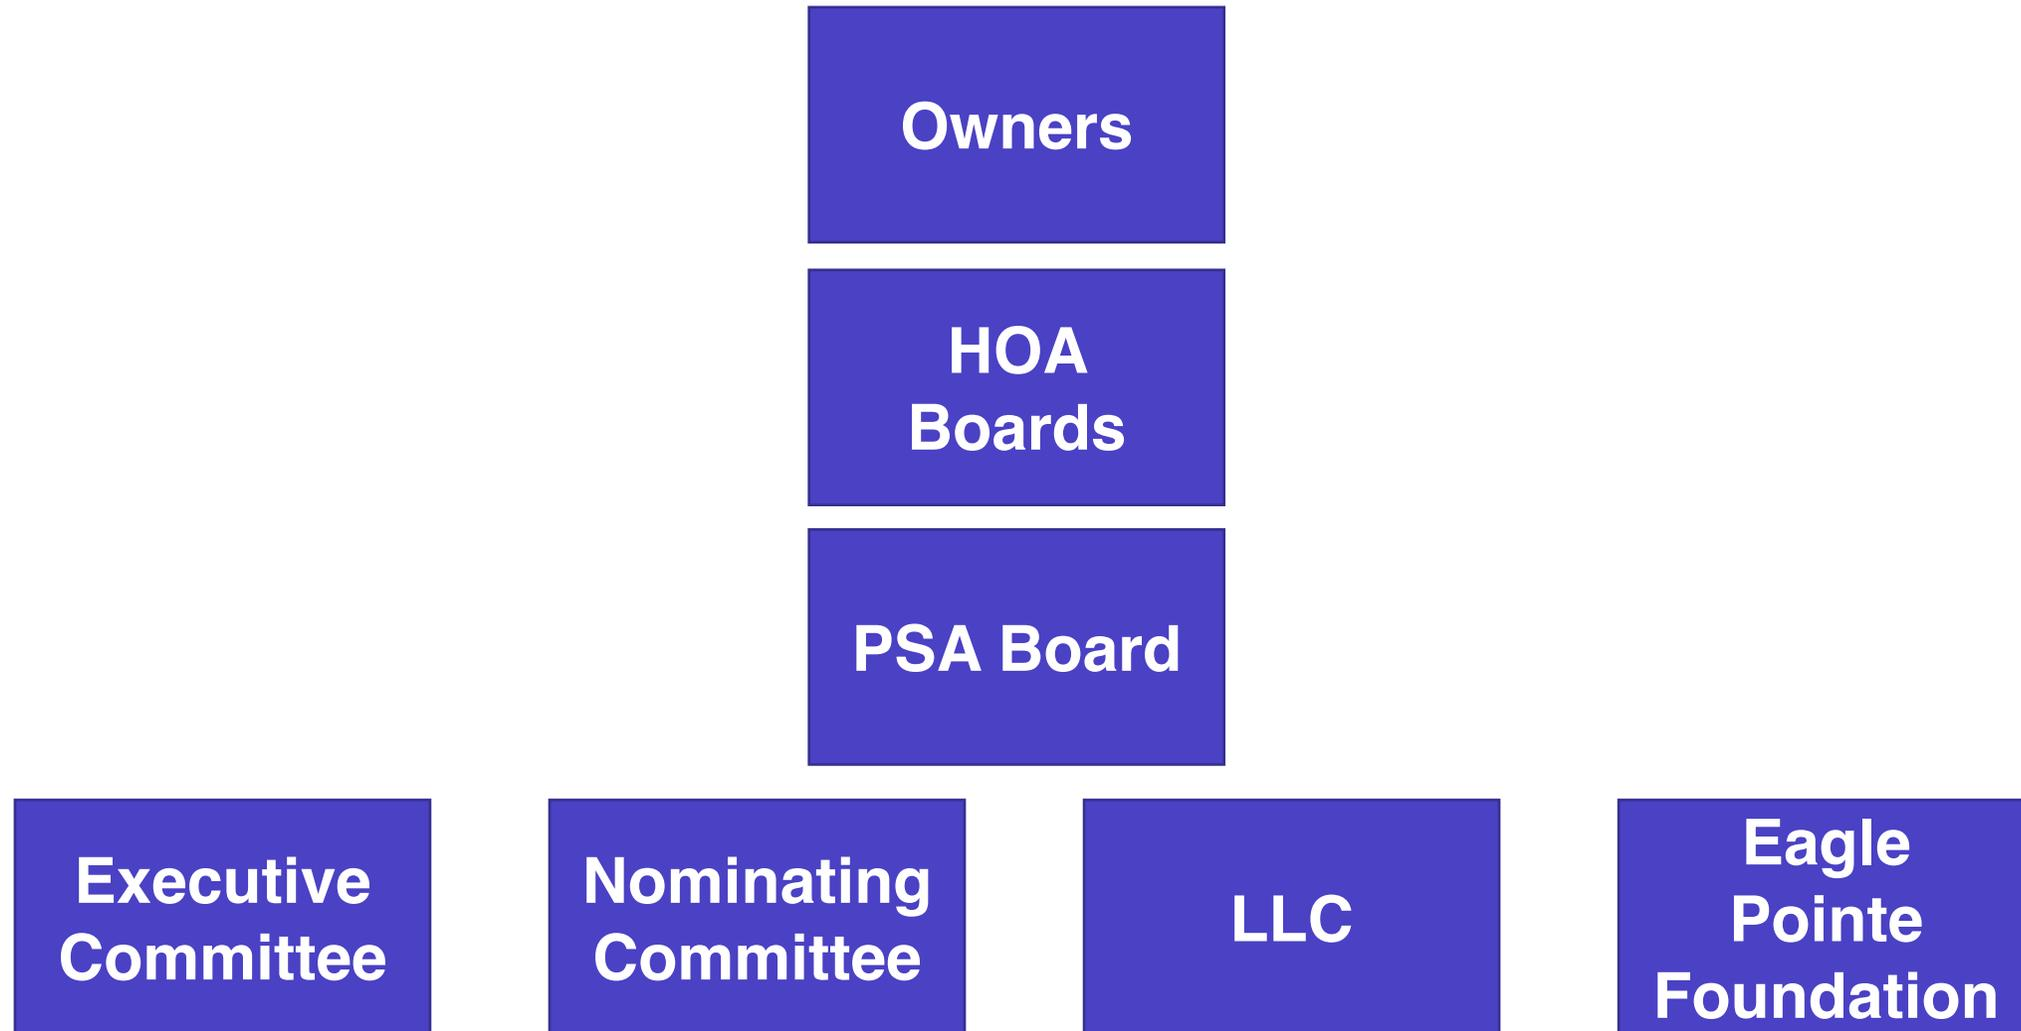 Owners
HOA
Boards
PSA Board
Executive
Committee
Nominating
Committee
LLC
Eagle
Pointe
Foundation